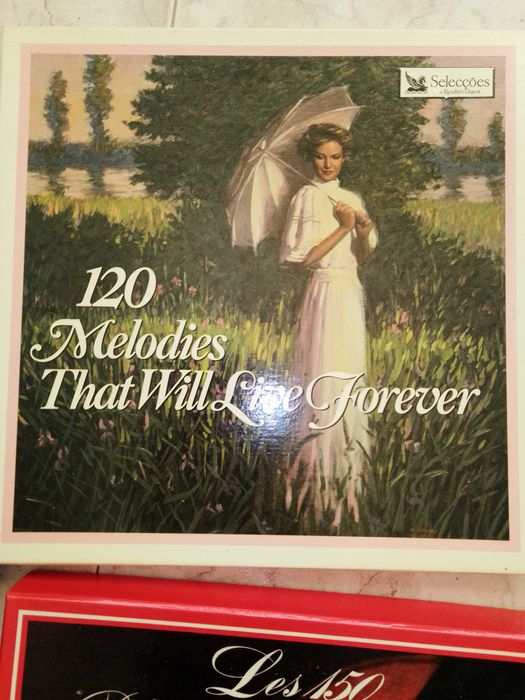 Selecções
do Reader's Digest
120
Melodies
That Will Live Forever
Les 150